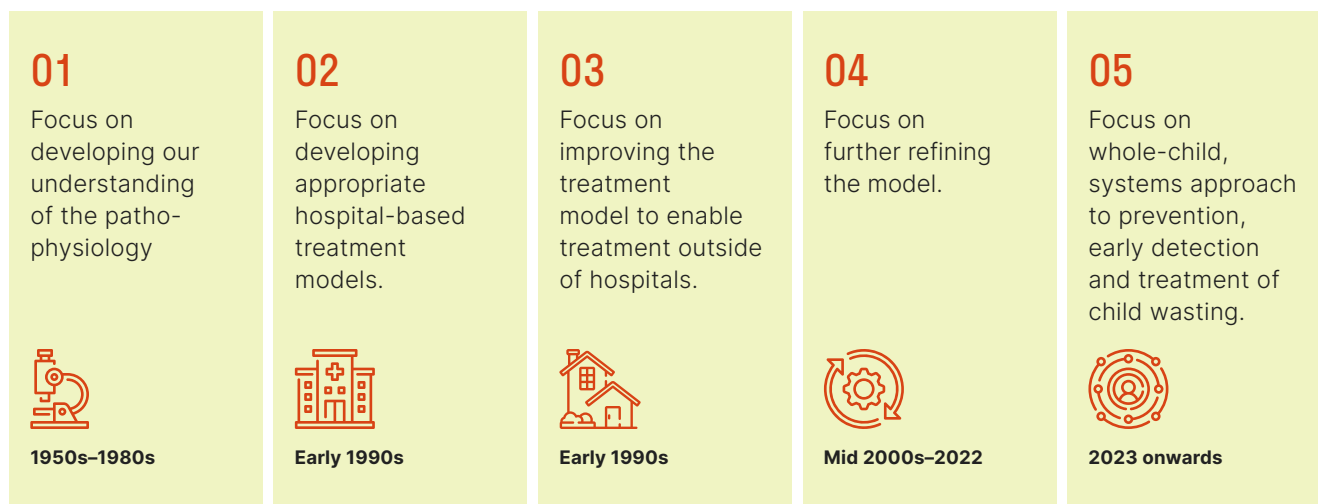 01
Focus on
developing our
understanding
of the patho-
physiology
1950s–1980s
02
Focus on
developing
appropriate
hospital-based
treatment
models.
Early 1990s
03
Focus on
improving the
treatment
model to enable
treatment outside
of hospitals.
Early 1990s
04
Focus on
further refining
the model.
Mid 2000s–2022
05
Focus on
whole-child,
systems approach
to prevention,
early detection
and treatment of
child wasting.
2023 onwards